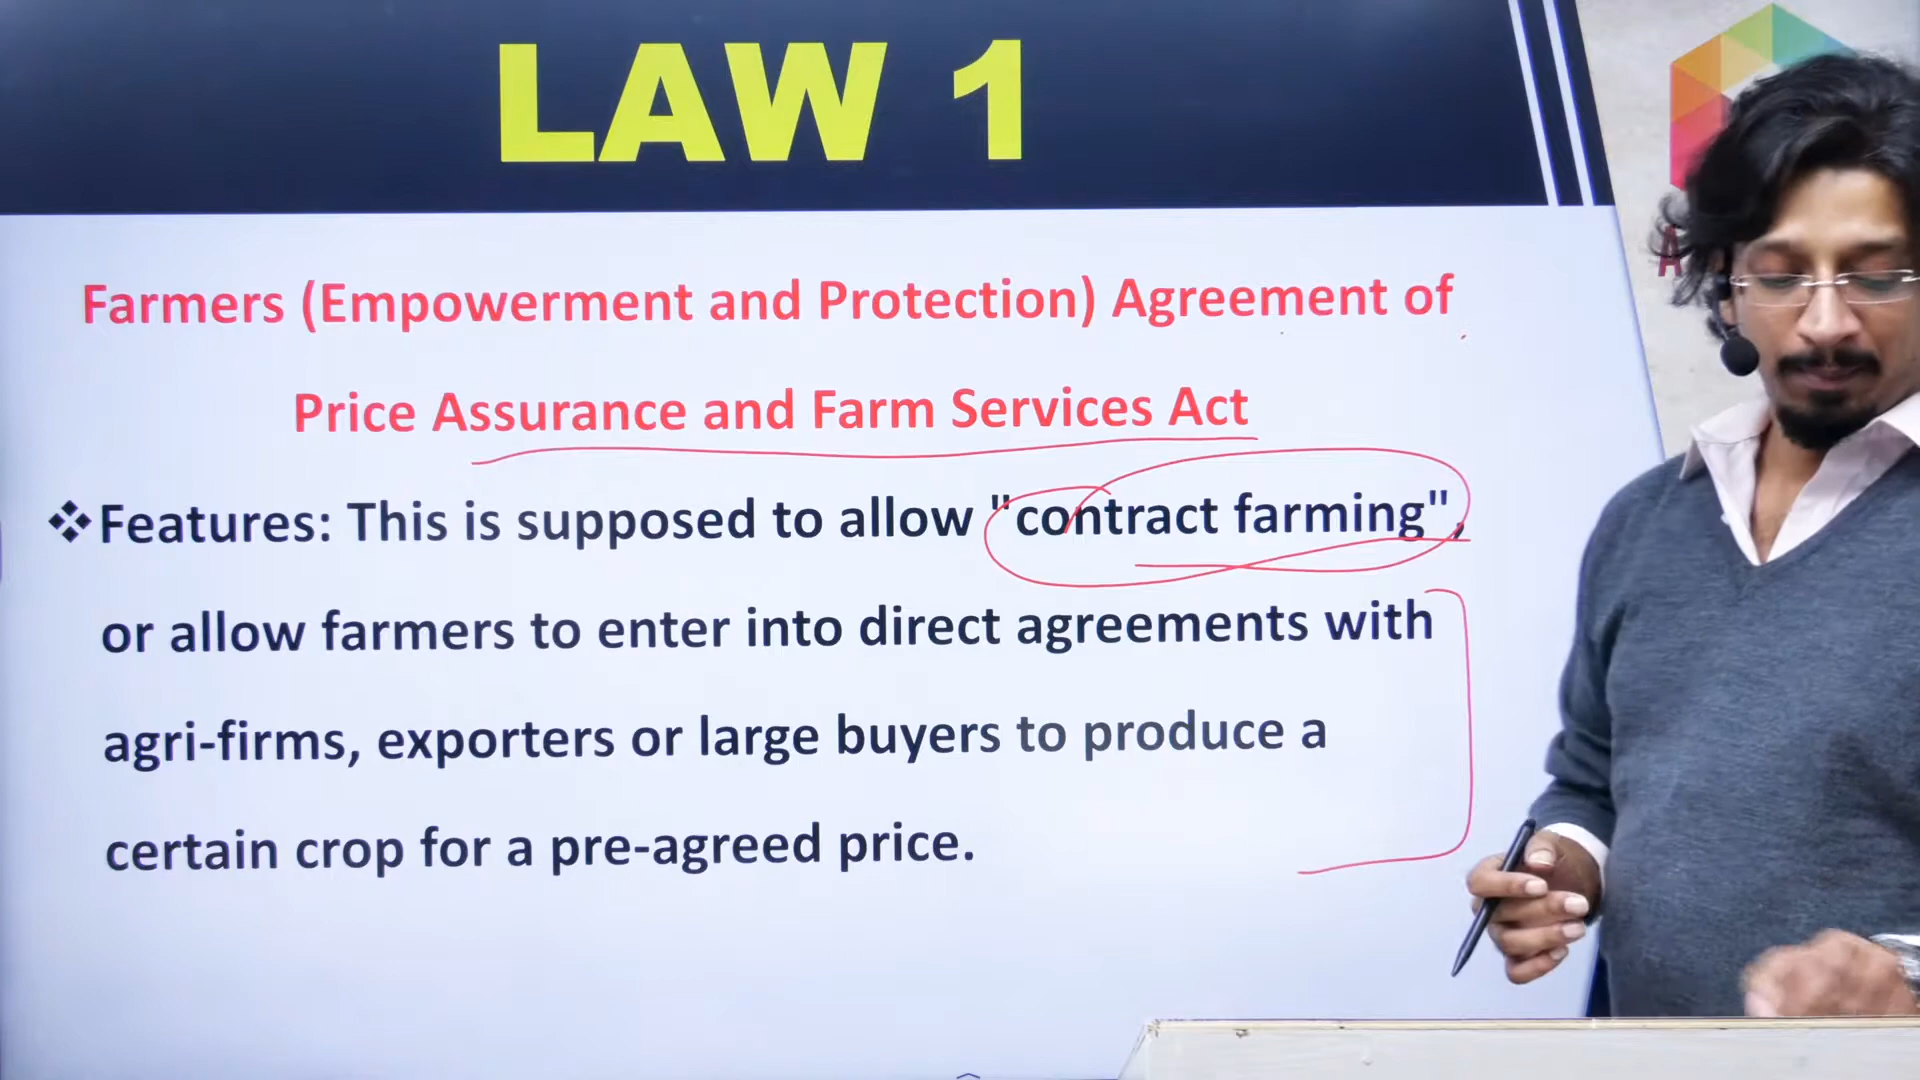 LAW 1
Farmers (Empowerment and Protection) Agreement of
Price Assurance and Farm Services Act
❖Features: This is supposed to allow "contract farming",
or allow farmers to enter into direct agreements with
agri-firms, exporters or large buyers to produce a
certain crop for a pre-agreed price.